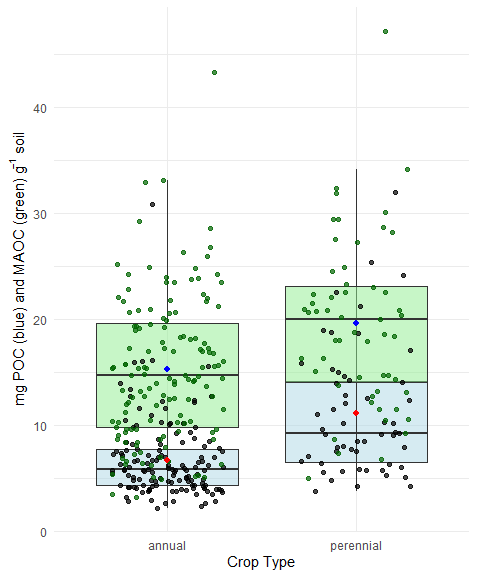 mg POC (blue) and MAOC (green) g⁻¹ soil
40
30
20
10
0
annual perennial
Crop Type